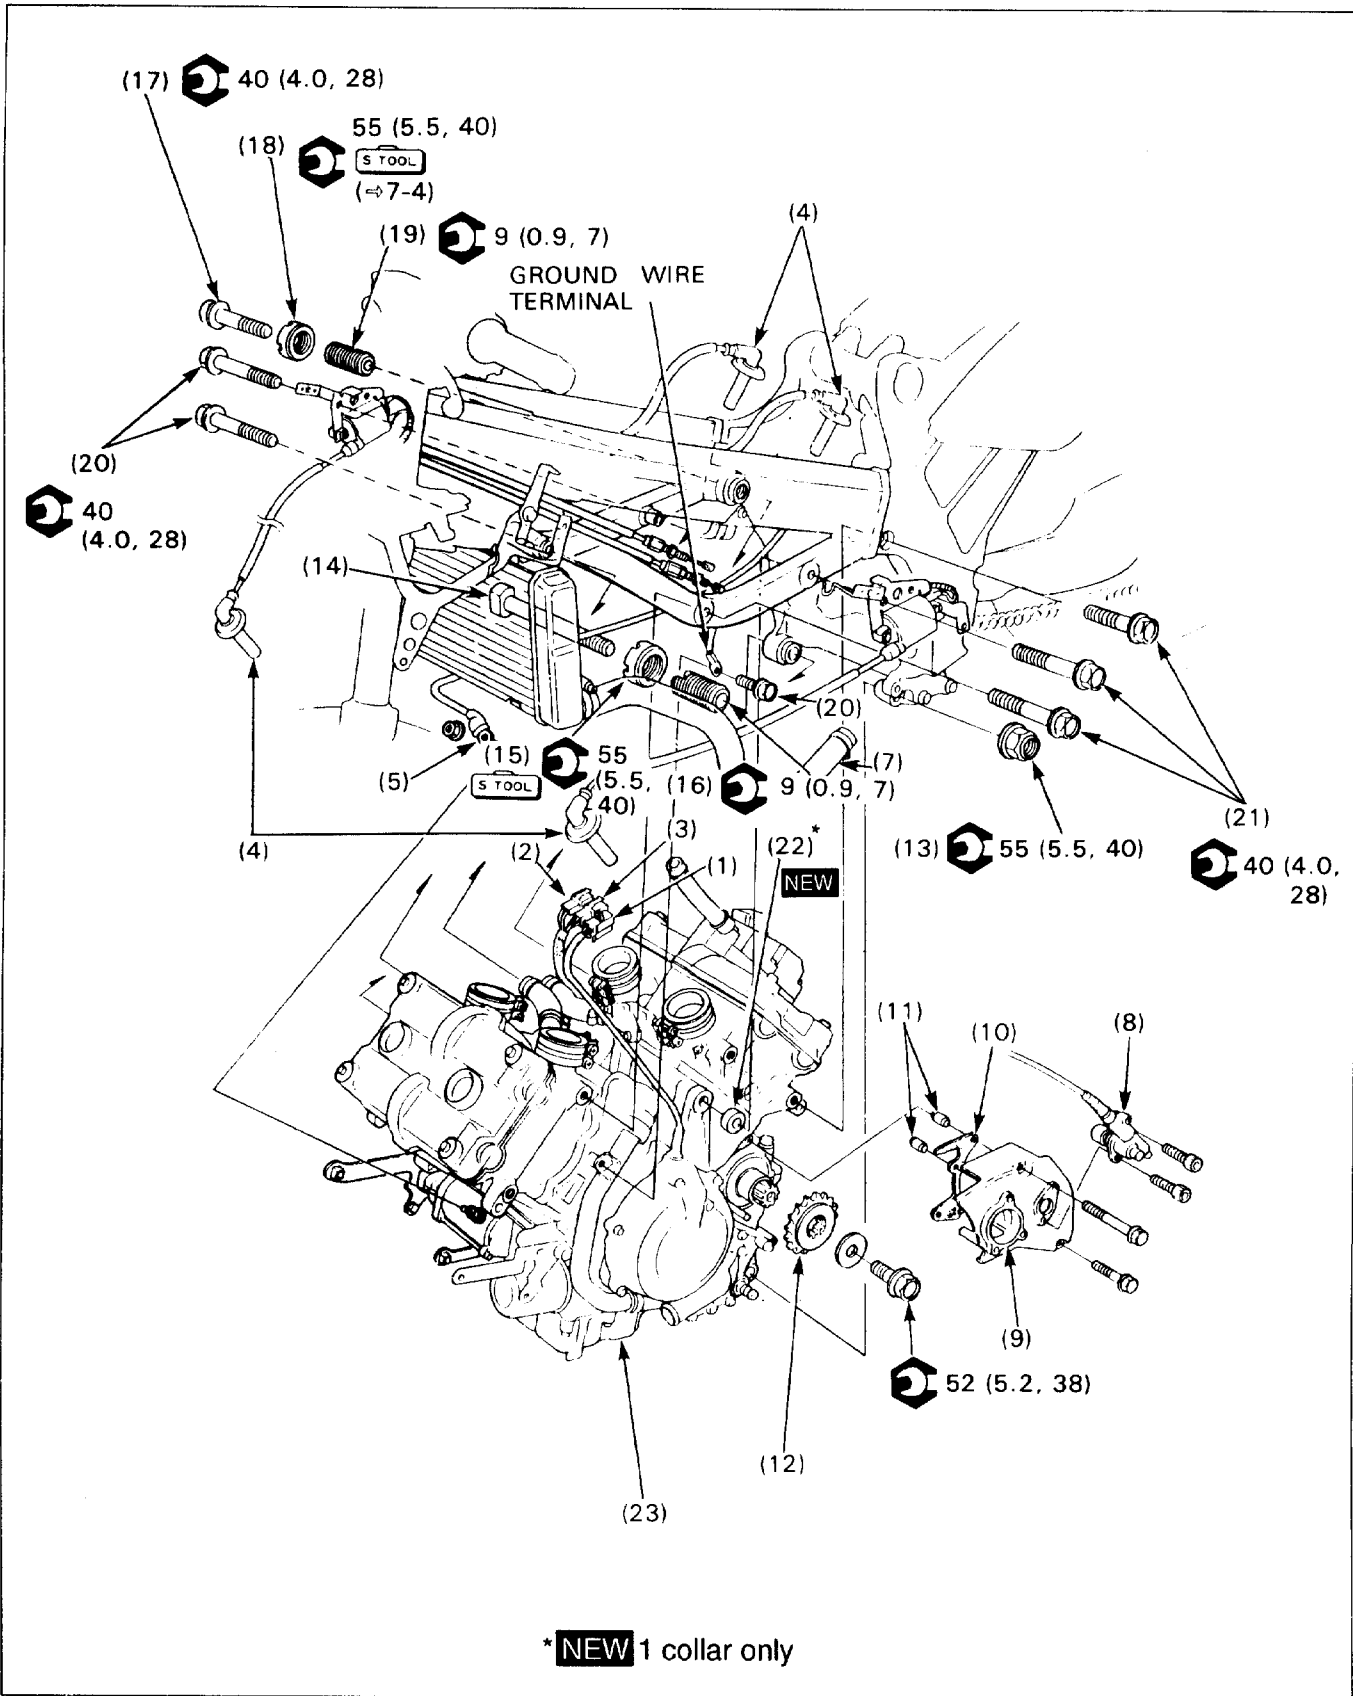 (17) 40 (4.0, 28)
55 (5.5, 40)
(18)
S TOOL
(⇨7-4)
(4)
(19) 9 (0.9, 7)
GROUND WIRE
TERMINAL
(20)
40
(4.0, 28)
(14)
(20)
(5)
(15) 55
(5.5,
40)
S TOOL
(16) 9 (0.9, 7)
(7)
(21)
40 (4.0,
28)
(13) 55 (5.5, 40)
(4)
(2)
(3)
(1)
(22)*
NEW
(11)
(10)
(8)
(9)
52 (5.2, 38)
(12)
(23)
* NEW 1 collar only